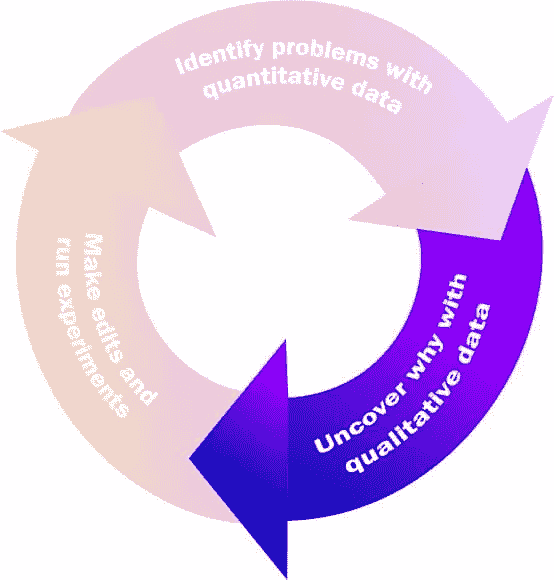 Identify problems with
quantitative data
Uncover why with
qualitative data
Make edits and
run experiments